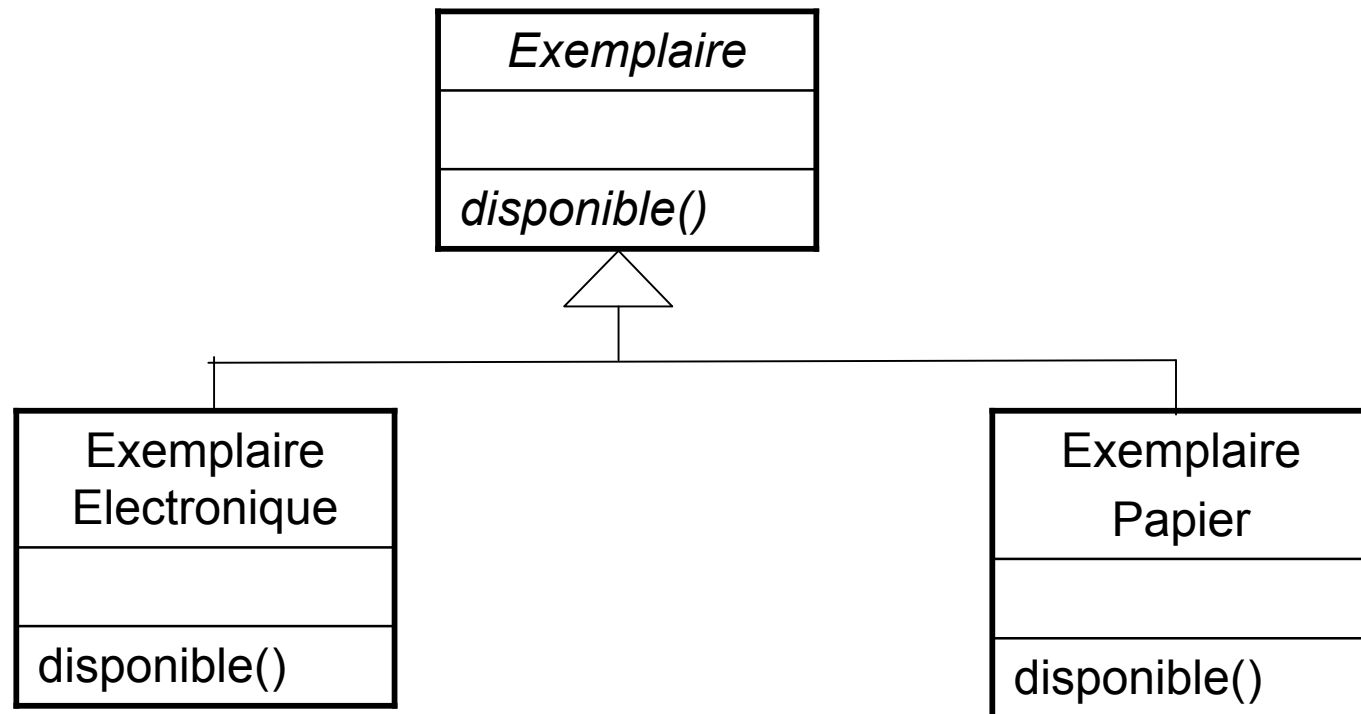 Exemplaire
disponible()
Exemplaire
Electronique
disponible()
Exemplaire
Papier
disponible()